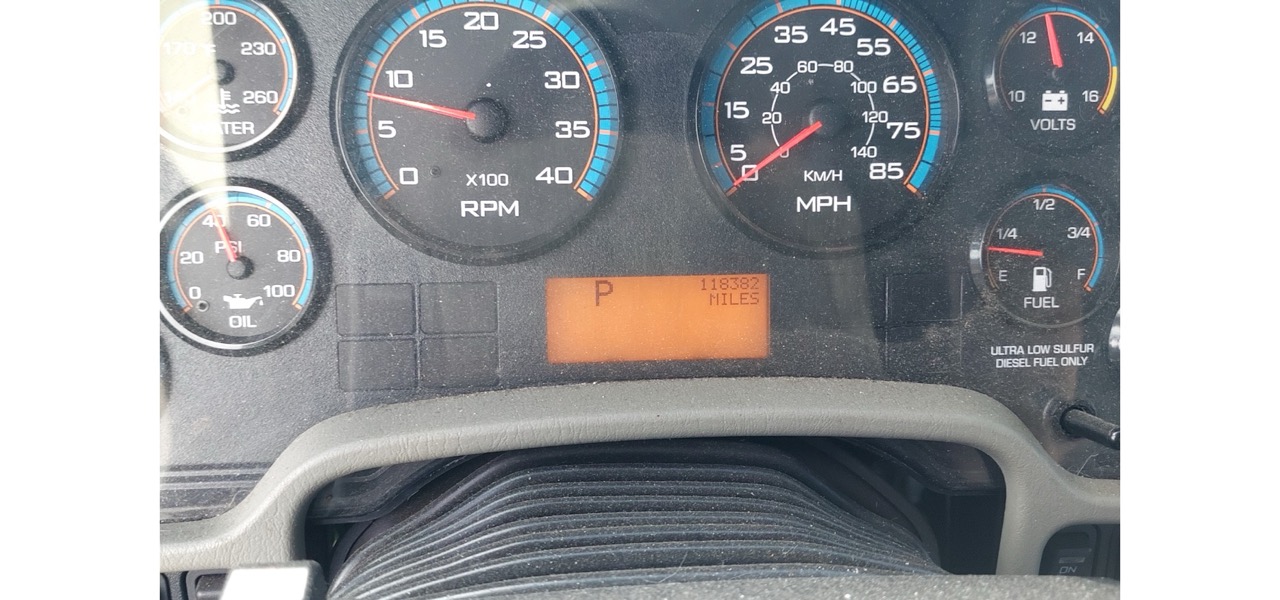 200
170 °F 230
260
WATER
40 60
PSI
20 80
0 100
OIL
20
15 25
10 30
5 35
0 X100 40
RPM
45
35 55
25 60 80 65
40 100
15 20 120 75
5 0 140
0 KM/H 85
MPH
12 14
10 16
VOLTS
1/2
1/4 3/4
E F
FUEL
ULTRA LOW SULFUR
DIESEL FUEL ONLY
P 118382
MILES
ON